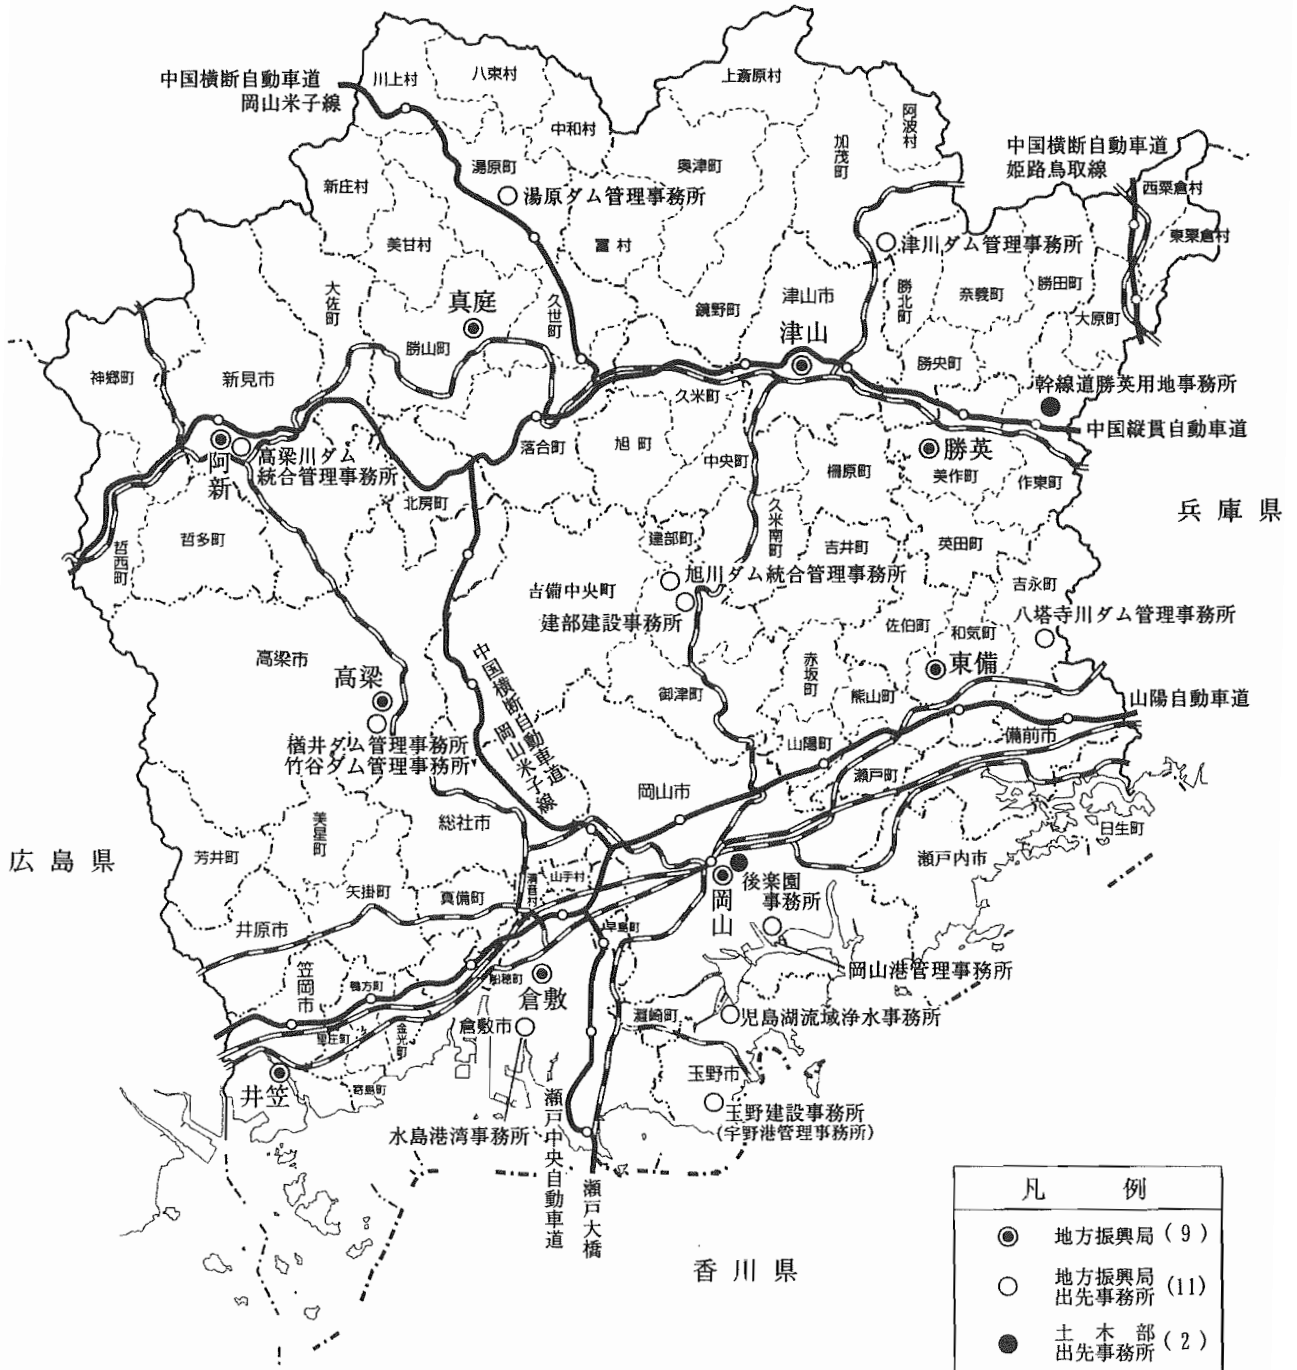 中国横断自動車道
岡山米子線
川上村
八束村
上斎原村
中和村
阿波村
加茂町
湯原町
奥津町
中国横断自動車道
姫路鳥取線
西粟倉村
東粟倉村
新庄村
湯原ダム管理事務所
美甘村
富村
津川ダム管理事務所
大佐町
真庭
久世町
鏡野町
津山市
津山
勝北町
奈義町
勝田町
大原町
勝山町
神郷町
新見市
勝央町
久米町
幹線道勝英用地事務所
中国縦貫自動車道
阿新
高梁川ダム
統合管理事務所
落合町
旭町
中央町
柵原町
勝英
美作町
作東町
北房町
兵庫県
哲西町
哲多町
建部町
久米南町
吉井町
英田町
旭川ダム統合管理事務所
吉備中央町
建部建設事務所
吉永町
八塔寺川ダム管理事務所
佐伯町
和気町
高梁市
高梁
中国横断自動車道
岡山米子線
御津町
赤坂町
熊山町
東備
山陽自動車道
楢井ダム管理事務所
竹谷ダム管理事務所
山陽町
備前市
瀬戸町
岡山市
美星町
総社市
日生町
広島県
芳井町
瀬戸内市
山手村
清音村
後楽園
事務所
岡山
矢掛町
真備町
井原市
早島町
岡山港管理事務所
笠岡市
鴨方町
船穂町
倉敷
倉敷市
灘崎町
児島湖流域浄水事務所
里庄町
金光町
玉野市
井笠
寄島町
玉野建設事務所
(宇野港管理事務所)
水島港湾事務所
瀬戸中央自動車道
瀬戸大橋
香川県
凡例
地方振興局(9)
地方振興局
出先事務所(11)
土木部
出先事務所(2)